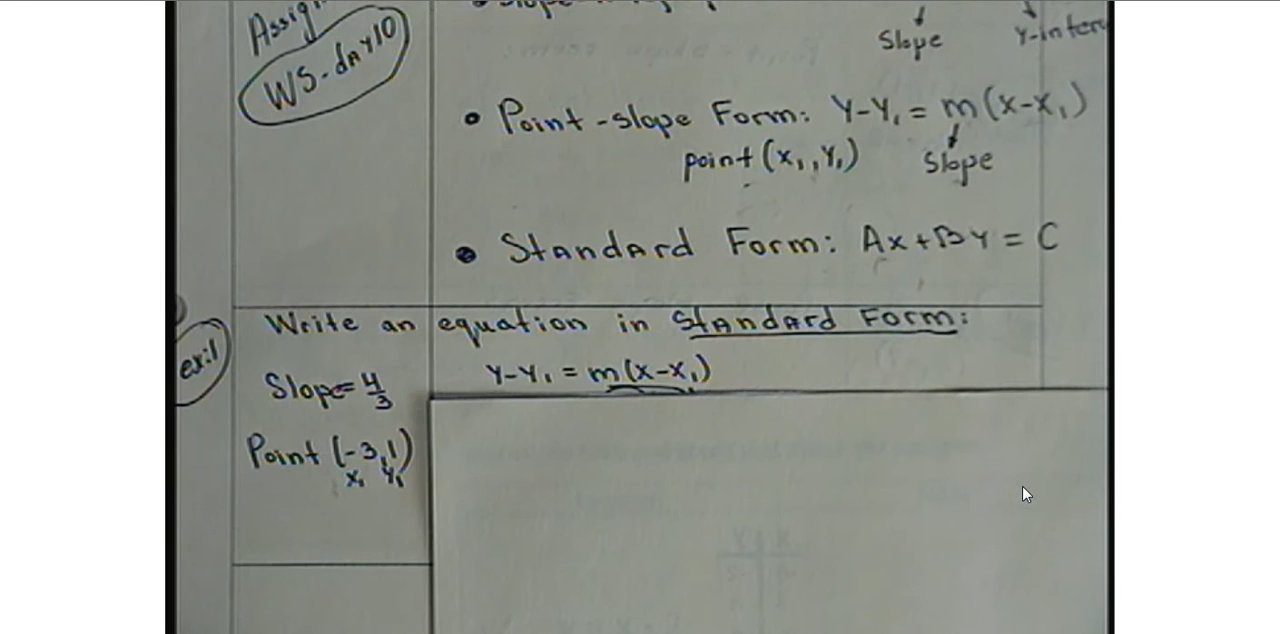 Assig
WS-day10
Slope
Y-inter
• Point-slope Form: Y-Y₁ = m(x-x₁)
point (x₁, Y₁)
Slope
• Standard Form: Ax+By = C
ex:1
Write an equation in Standard Form:
Y-Y₁ = m(x-x₁)
Slope = 4/3
Point (-3,1)
x₁ Y₁